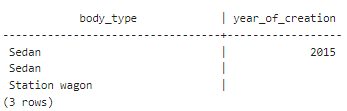 body_type | year_of_creation
-----------------------------------+------------------
Sedan | 2015
Sedan |
Station wagon |
(3 rows)